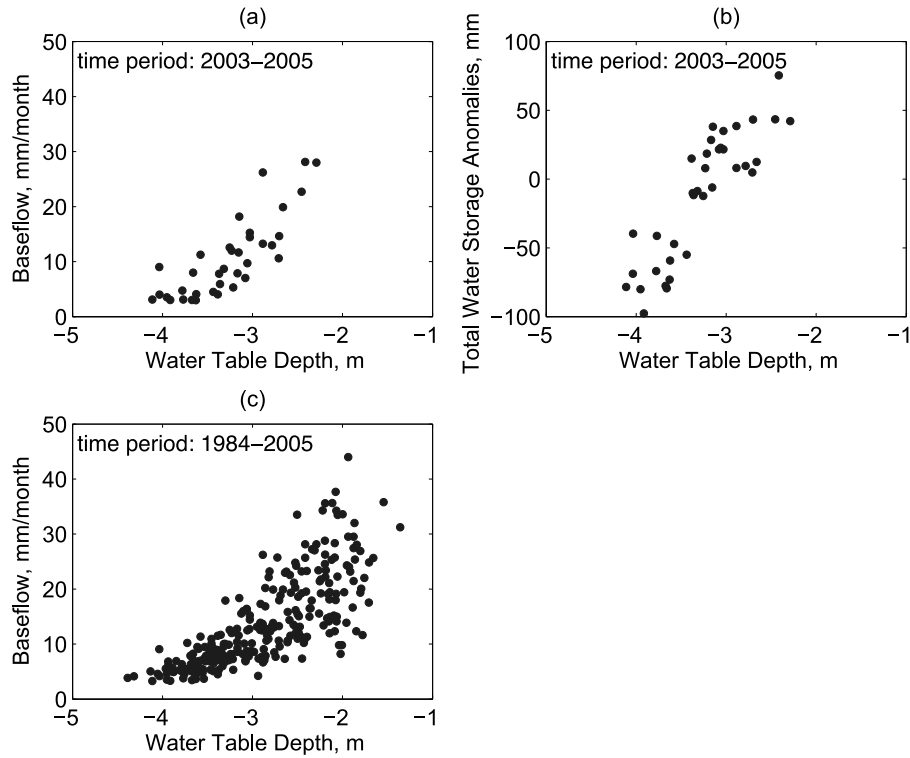 (a)
50
40
30
20
10
0
time period: 2003–2005
Baseflow, mm/month
−5
−4
−3
−2
−1
Water Table Depth, m
(b)
100
50
0
−50
−100
time period: 2003–2005
Total Water Storage Anomalies, mm
−5
−4
−3
−2
−1
Water Table Depth, m
(c)
50
40
30
20
10
0
time period: 1984–2005
Baseflow, mm/month
−5
−4
−3
−2
−1
Water Table Depth, m